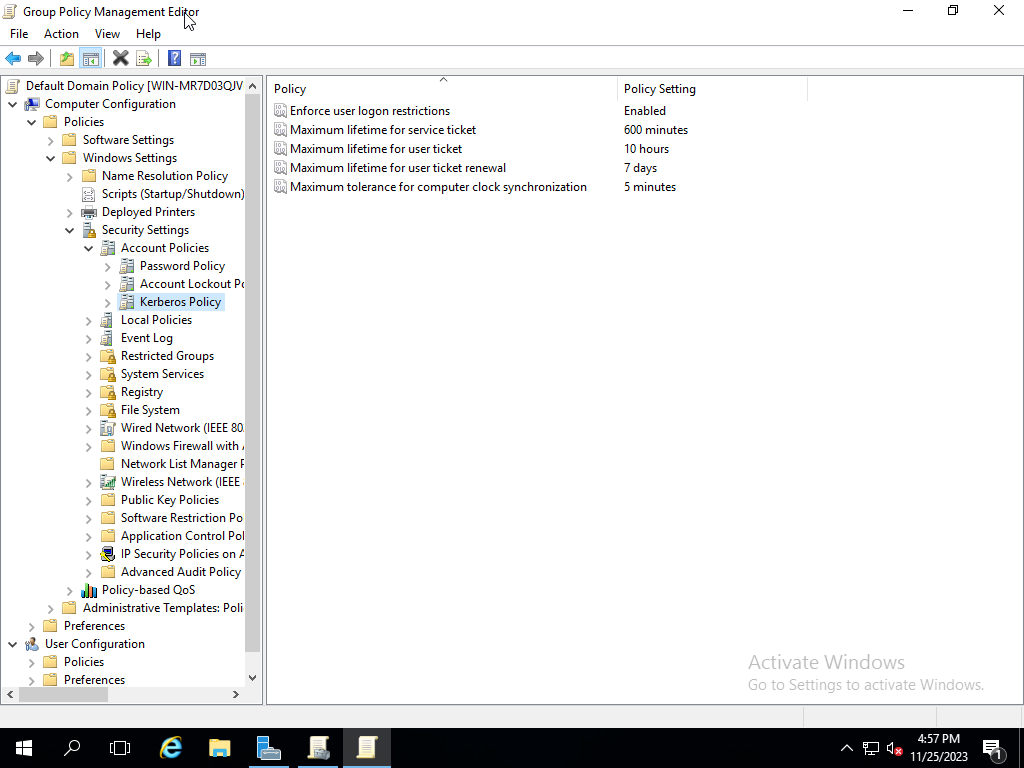 Group Policy Management Editor
File Action View Help
Default Domain Policy [WIN-MR7D03QJV
Computer Configuration
Policies
Software Settings
Windows Settings
Name Resolution Policy
Scripts (Startup/Shutdown)
Deployed Printers
Security Settings
Account Policies
Password Policy
Account Lockout Po
Kerberos Policy
Local Policies
Event Log
Restricted Groups
System Services
Registry
File System
Wired Network (IEEE 80
Windows Firewall with
Network List Manager P
Wireless Network (IEEE
Public Key Policies
Software Restriction Po
Application Control Pol
IP Security Policies on A
Advanced Audit Policy
Policy-based QoS
Administrative Templates: Poli
Preferences
User Configuration
Policies
Preferences
Policy Policy Setting
Enforce user logon restrictions Enabled
Maximum lifetime for service ticket 600 minutes
Maximum lifetime for user ticket 10 hours
Maximum lifetime for user ticket renewal 7 days
Maximum tolerance for computer clock synchronization 5 minutes
Activate Windows
Go to Settings to activate Windows.
4:57 PM
11/25/2023
1